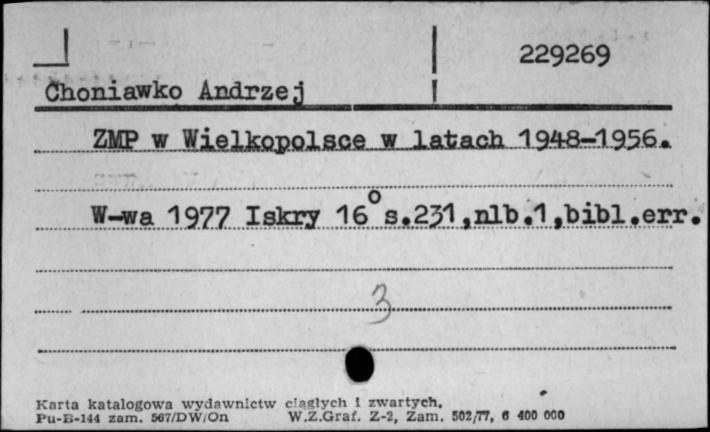 229269
Choniawko Andrzej
ZMP w Wielkopolsce w latach 1948-1956.
W-wa 1977 Iskry 16° s.231,nlb.1,bibl.err.
3
Karta katalogowa wydawnictw ciągłych i zwartych.
Pu-B-144 zam. 567/DW/On W.Z.Graf. Z-2, Zam. 502/77, 6 400 000